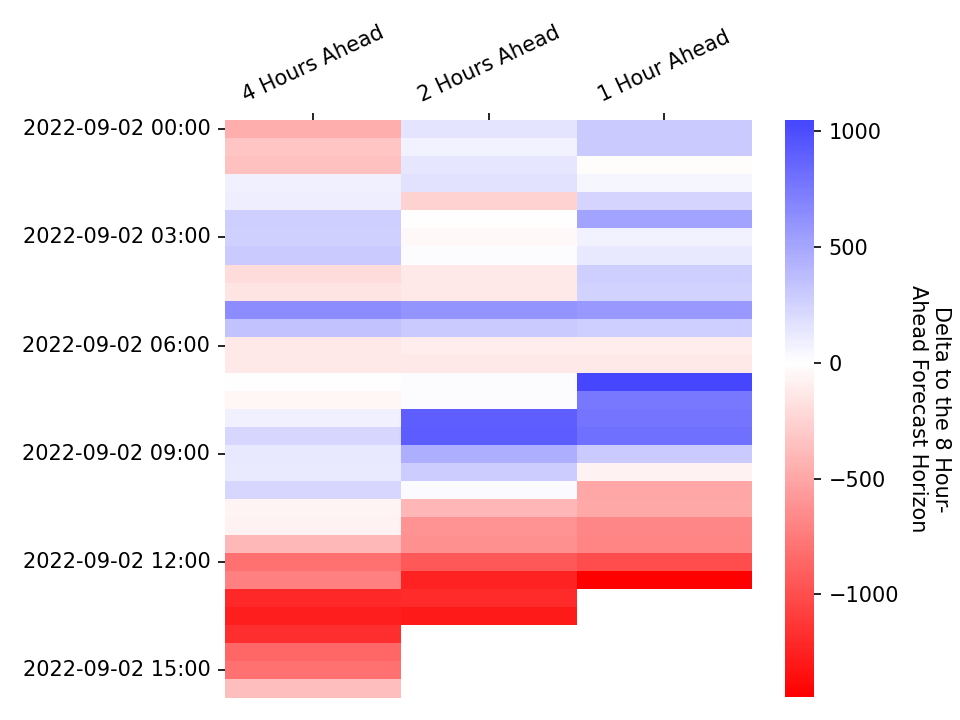 4 Hours Ahead
2 Hours Ahead
1 Hour Ahead
2022-09-02 00:00
2022-09-02 03:00
2022-09-02 06:00
2022-09-02 09:00
2022-09-02 12:00
2022-09-02 15:00
1000
500
0
−500
−1000
Delta to the 8 Hour-
Ahead Forecast Horizon